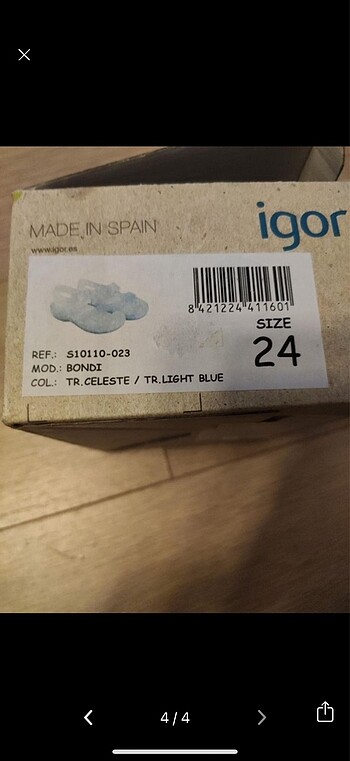 MADE IN SPAIN
igor
www.igor.es
8 421224 411601
SIZE
24
REF.: S10110-023
MOD.: BONDI
COL.: TR.CELESTE / TR.LIGHT BLUE
4/4